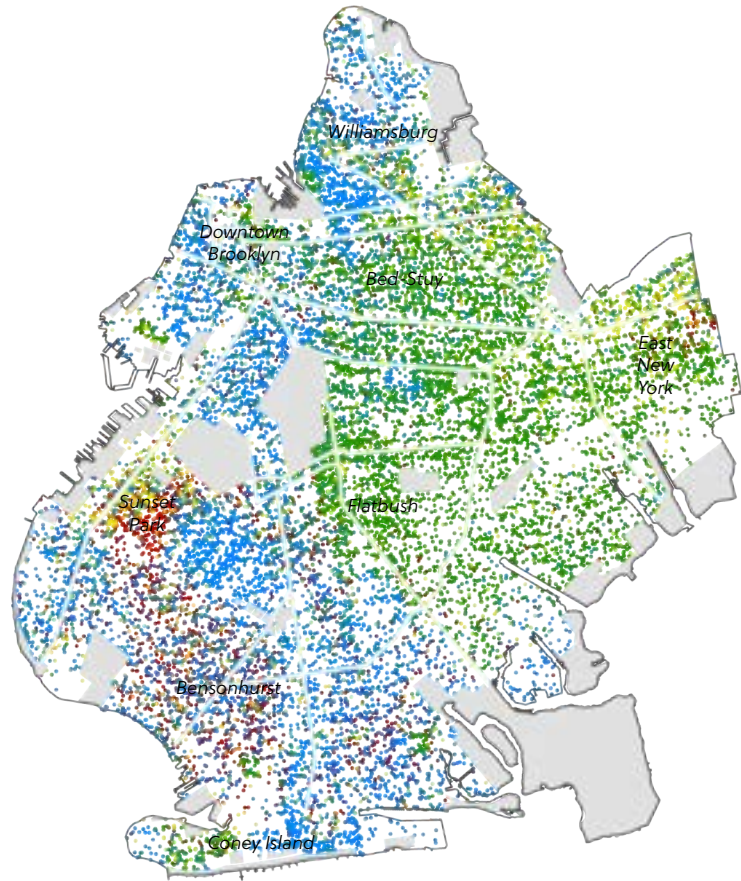 Williamsburg
Downtown
Brooklyn
Bed-Stuy
East
New
York
Sunset
Park
Flatbush
Bensonhurst
Coney Island